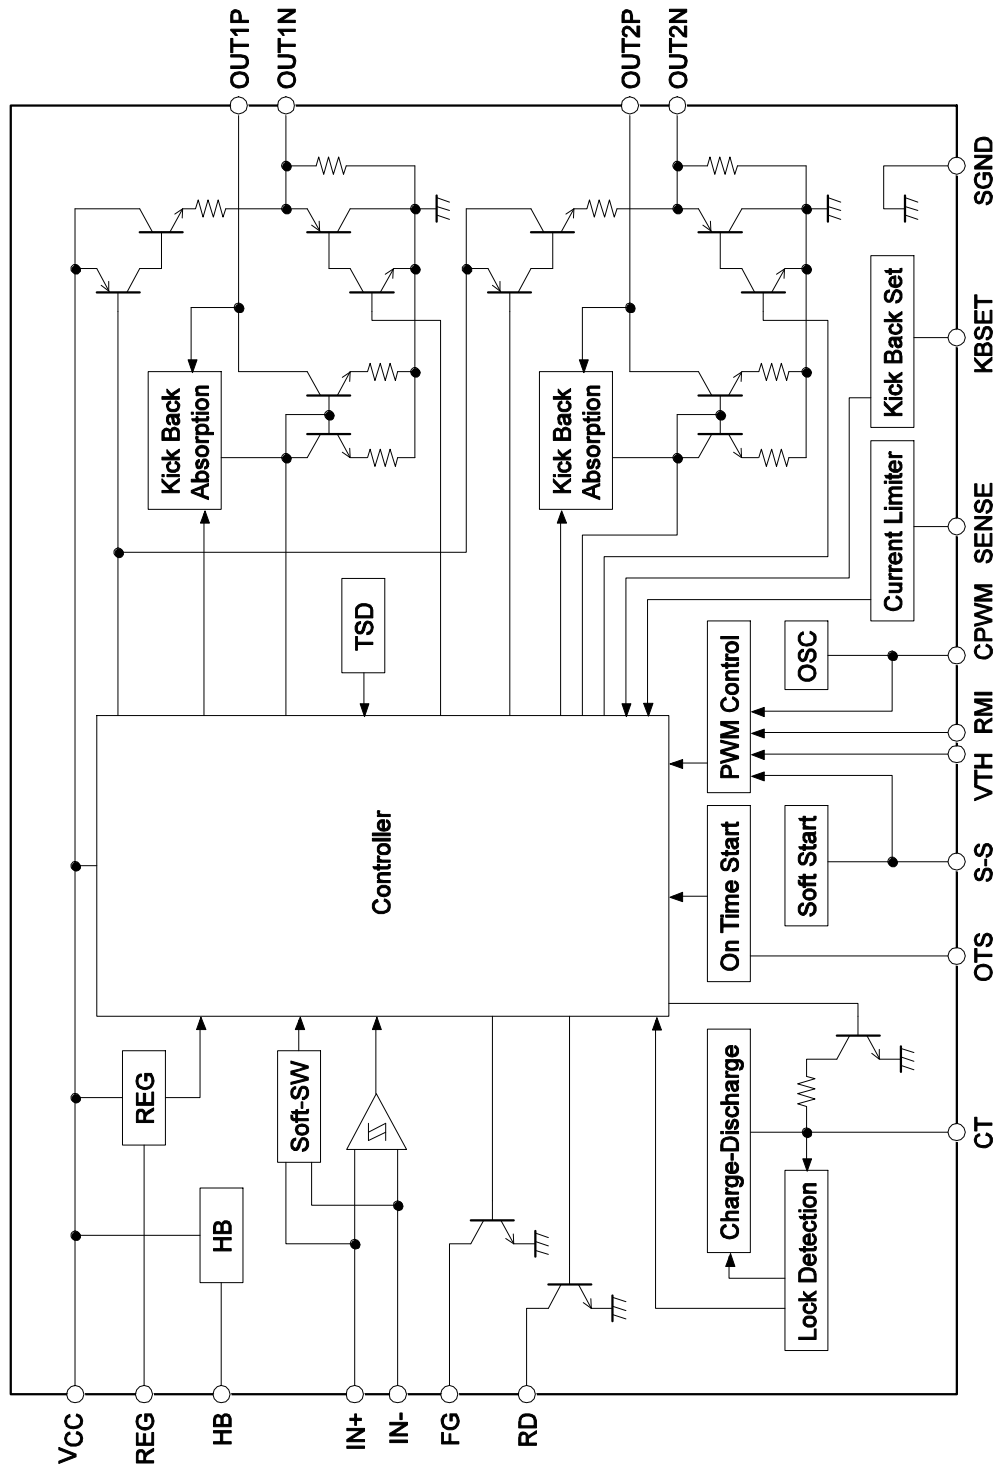 OUT1P
OUT1N
OUT2P
OUT2N
SGND
Kick Back
Absorption
Kick Back
Absorption
Kick Back Set
KBSET
Current Limiter
SENSE
TSD
OSC
CPWM
PWM Control
RMI
VTH
Controller
On Time Start
Soft Start
S-S
OTS
REG
Soft-SW
HB
Charge-Discharge
Lock Detection
CT
VCC
REG
HB
IN+
IN-
FG
RD